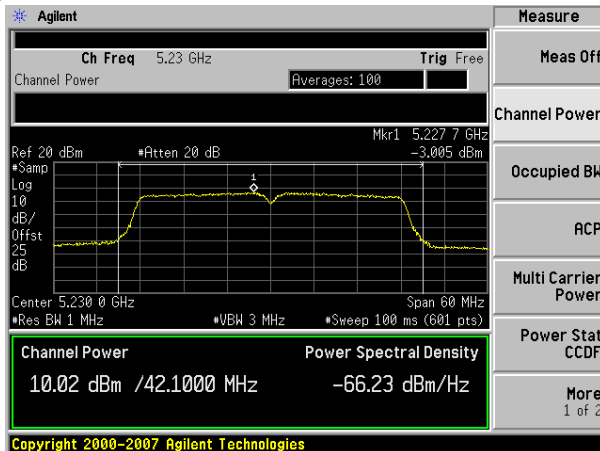 Agilent
Measure
Ch Freq 5.23 GHz Trig Free
Meas Off
Channel Power Averages: 100
Channel Power
Mkr1 5.227 7 GHz
Ref 20 dBm #Atten 20 dB -3.005 dBm
#Samp
Log
10
dB/
Offst
25
dB
1
Occupied BW
ACP
Center 5.230 0 GHz Span 60 MHz
#Res BW 1 MHz #VBW 3 MHz #Sweep 100 ms (601 pts)
Multi Carrier
Power
Channel Power Power Spectral Density
10.02 dBm /42.1000 MHz -66.23 dBm/Hz
Power Stat
CCDF
More
1 of 2
Copyright 2000-2007 Agilent Technologies